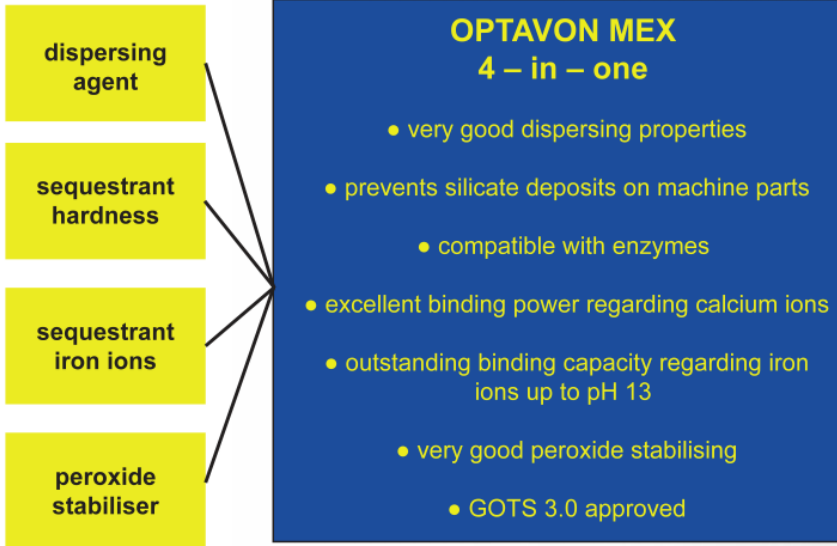 dispersing
agent
sequestrant
hardness
sequestrant
iron ions
peroxide
stabiliser
OPTAVON MEX
4 – in – one
● very good dispersing properties
● prevents silicate deposits on machine parts
● compatible with enzymes
● excellent binding power regarding calcium ions
● outstanding binding capacity regarding iron
ions up to pH 13
● very good peroxide stabilising
● GOTS 3.0 approved